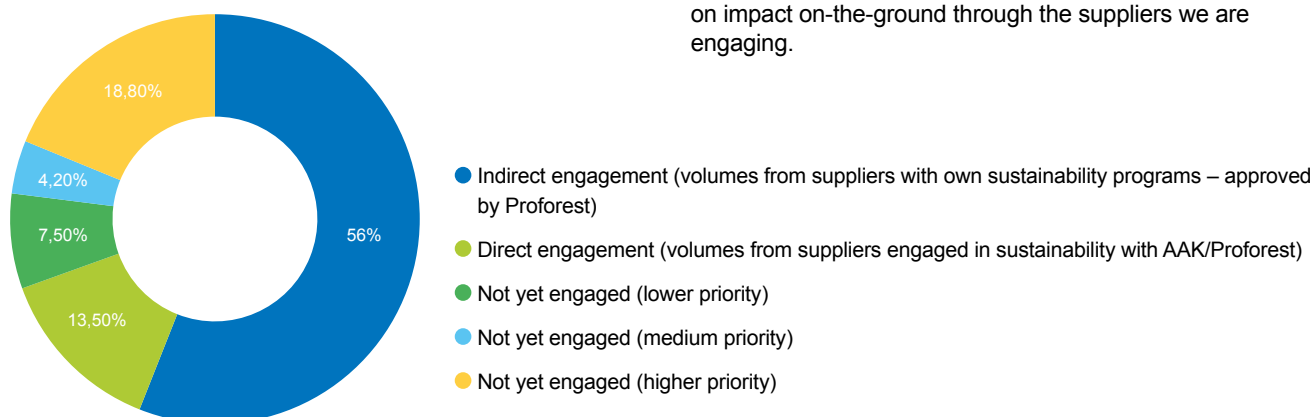 on impact on-the-ground through the suppliers we are
engaging.
18,80%
4,20%
7,50%
13,50%
56%
Indirect engagement (volumes from suppliers with own sustainability programs – approved
by Proforest)
Direct engagement (volumes from suppliers engaged in sustainability with AAK/Proforest)
Not yet engaged (lower priority)
Not yet engaged (medium priority)
Not yet engaged (higher priority)